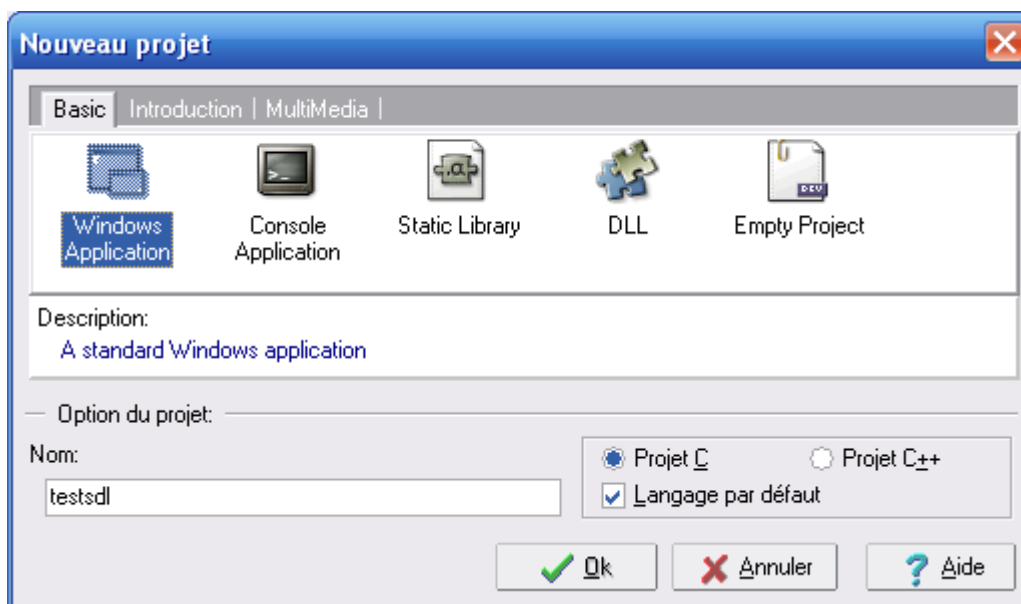 Nouveau projet
Basic Introduction | MultiMedia |
Windows Application
Console Application
Static Library
DLL
Empty Project
DEV
Description:
A standard Windows application
Option du projet:
Nom:
Projet C Projet C++
testsdl
Langage par défaut
Ok Annuler Aide